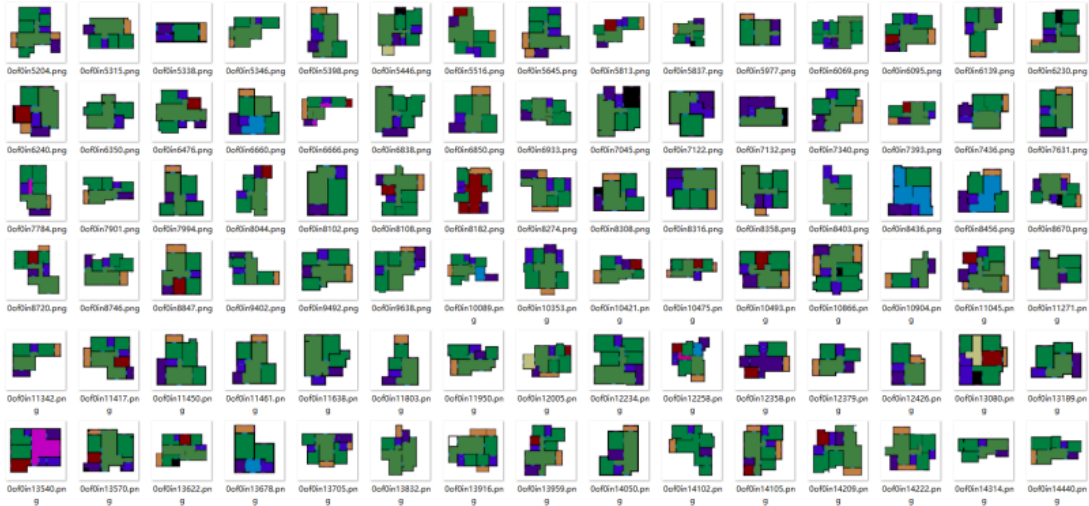 0of0in5204.png 0of0in5315.png 0of0in5338.png 0of0in5346.png 0of0in5398.png 0of0in5446.png 0of0in5516.png 0of0in5645.png 0of0in5813.png 0of0in5837.png 0of0in5977.png 0of0in6069.png 0of0in6095.png 0of0in6139.png 0of0in6230.png
0of0in6240.png 0of0in6350.png 0of0in6476.png 0of0in6660.png 0of0in6666.png 0of0in6838.png 0of0in6850.png 0of0in6933.png 0of0in7045.png 0of0in7122.png 0of0in7132.png 0of0in7340.png 0of0in7393.png 0of0in7436.png 0of0in7631.png
0of0in7784.png 0of0in7901.png 0of0in7994.png 0of0in8044.png 0of0in8102.png 0of0in8108.png 0of0in8182.png 0of0in8274.png 0of0in8308.png 0of0in8316.png 0of0in8358.png 0of0in8403.png 0of0in8436.png 0of0in8456.png 0of0in8670.png
0of0in8720.png 0of0in8746.png 0of0in8847.png 0of0in9402.png 0of0in9492.png 0of0in9638.png 0of0in10089.pn 0of0in10353.pn 0of0in10421.pn 0of0in10475.pn 0of0in10493.pn 0of0in10866.pn 0of0in10904.pn 0of0in11045.pn 0of0in11271.pn
g g g g g g g g g
0of0in11342.pn 0of0in11417.pn 0of0in11450.pn 0of0in11461.pn 0of0in11638.pn 0of0in11803.pn 0of0in11950.pn 0of0in12005.pn 0of0in12234.pn 0of0in12258.pn 0of0in12358.pn 0of0in12379.pn 0of0in12426.pn 0of0in13080.pn 0of0in13189.pn
g g g g g g g g g g g g g g g
0of0in13540.pn 0of0in13570.pn 0of0in13622.pn 0of0in13678.pn 0of0in13705.pn 0of0in13832.pn 0of0in13916.pn 0of0in13959.pn 0of0in14050.pn 0of0in14102.pn 0of0in14105.pn 0of0in14209.pn 0of0in14222.pn 0of0in14314.pn 0of0in14440.pn
g g g g g g g g g g g g g g g